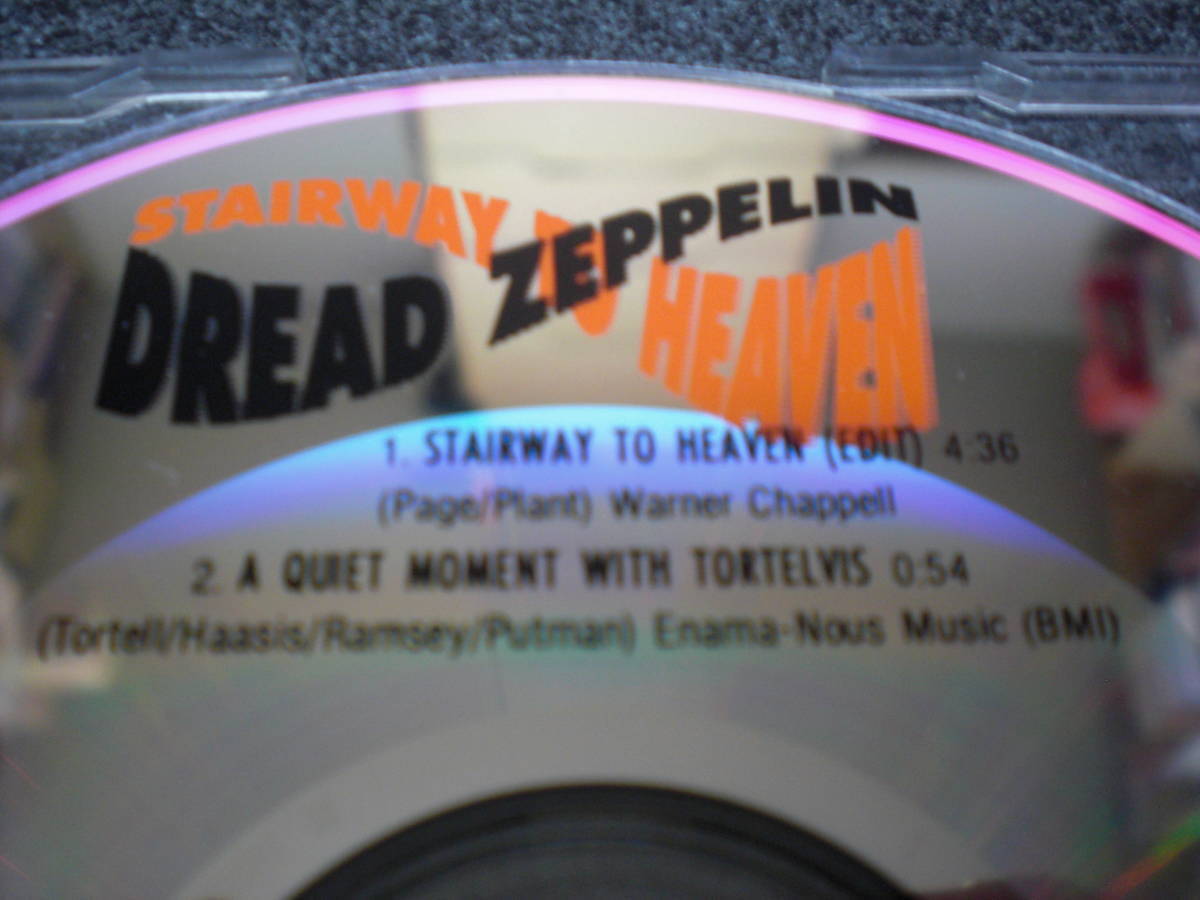 STAIRWAY TO HEAVEN
DREAD ZEPPELIN
1. STAIRWAY TO HEAVEN (EDIT) 4:36
(Page/Plant) Warner Chappell
2. A QUIET MOMENT WITH TORTELVIS 0:54
(Tortell/Haasis/Ramsey/Putman) Enama-Nous Music (BMI)